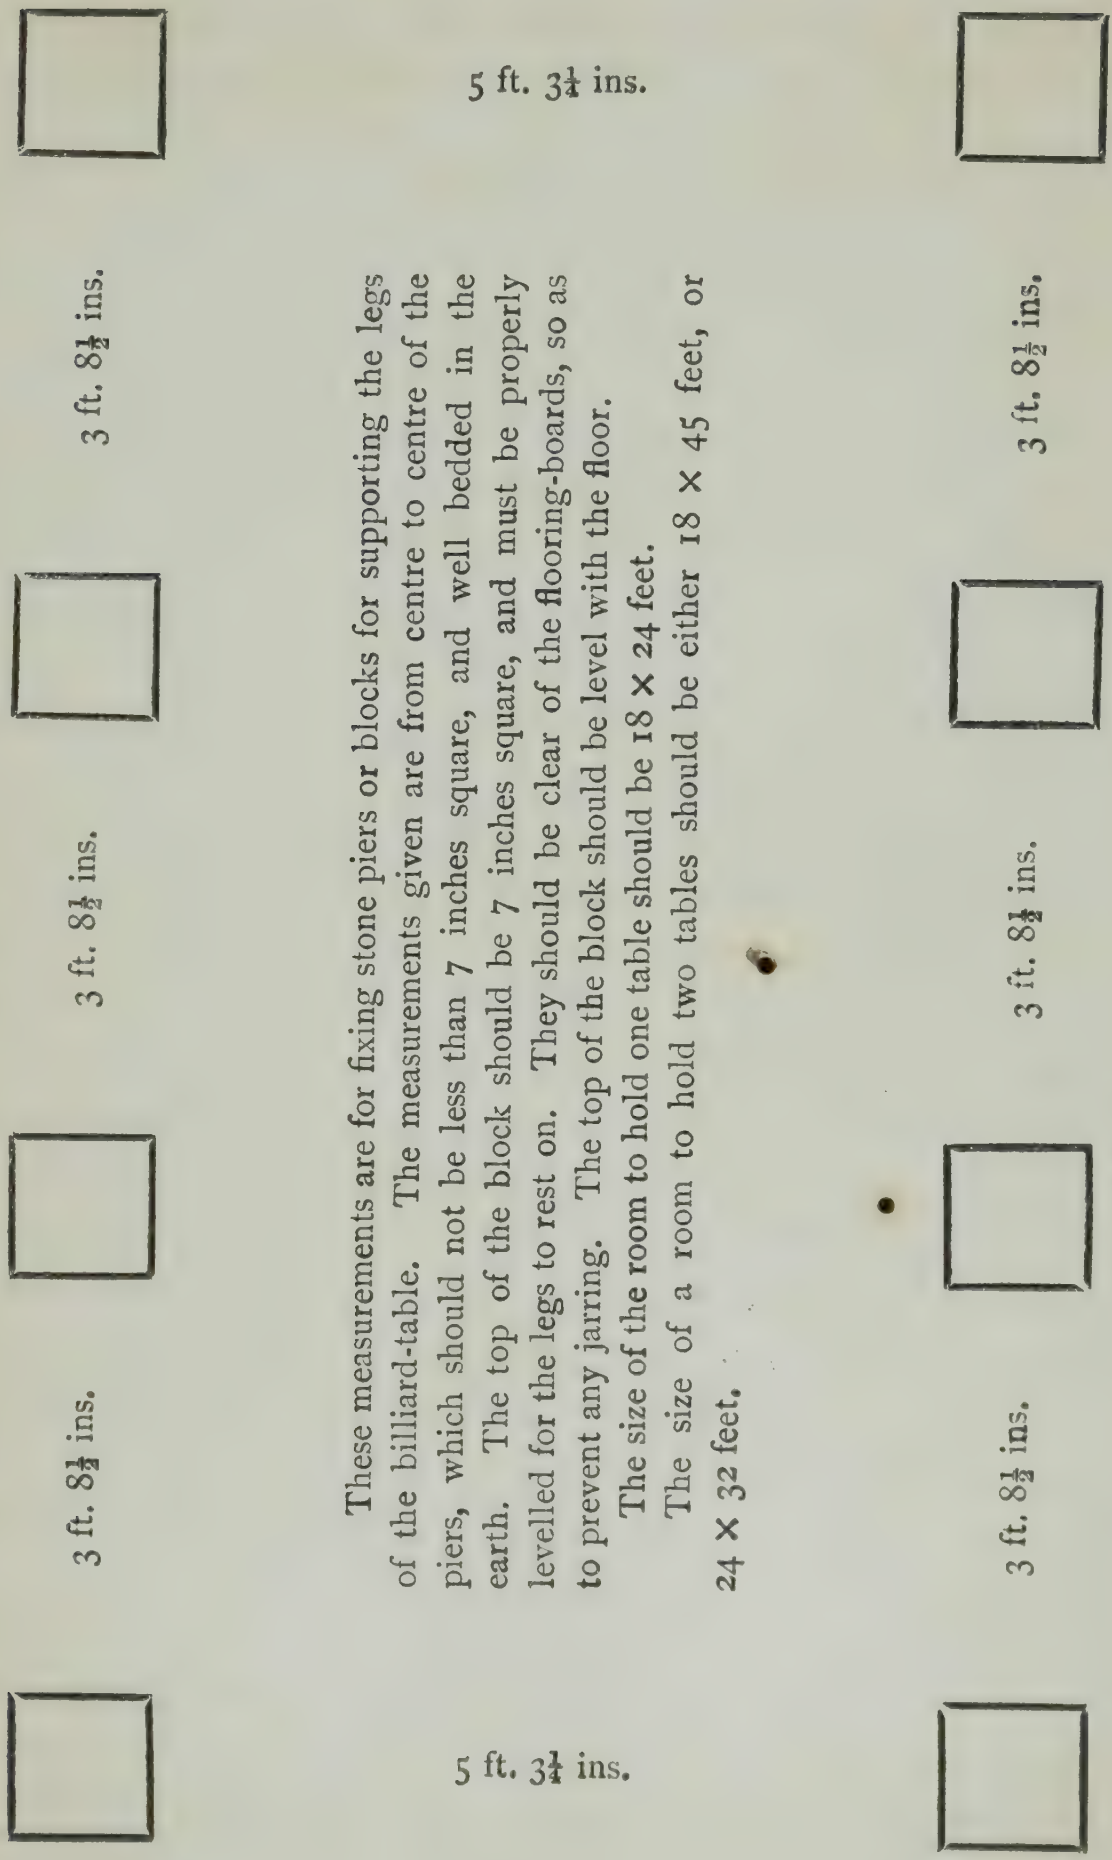 5 ft. 3¼ ins.
3 ft. 8½ ins.
3 ft. 8½ ins.
3 ft. 8½ ins.
These measurements are for fixing stone piers or blocks for supporting the legs
of the billiard-table. The measurements given are from centre to centre of the
piers, which should not be less than 7 inches square, and well bedded in the
earth. The top of the block should be 7 inches square, and must be properly
levelled for the legs to rest on. They should be clear of the flooring-boards, so as
to prevent any jarring. The top of the block should be level with the floor.
The size of the room to hold one table should be 18 × 24 feet.
The size of a room to hold two tables should be either 18 × 45 feet, or
24 × 32 feet.
3 ft. 8½ ins.
3 ft. 8½ ins.
3 ft. 8½ ins.
5 ft. 3¼ ins.